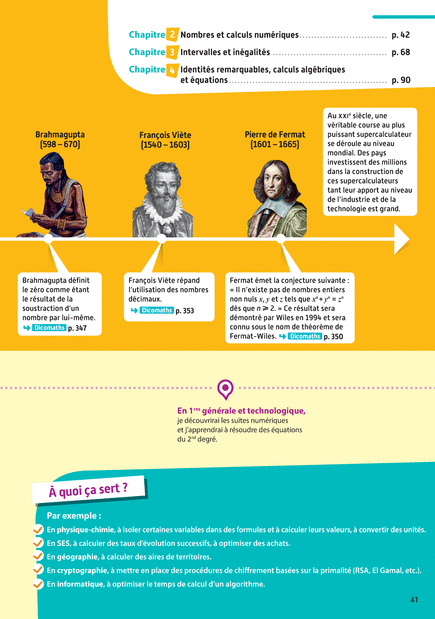 Chapitre 2 Nombres et calculs numériques................................ p. 42
Chapitre 3 Intervalles et inégalités ........................................ p. 68
Chapitre 4 Identités remarquables, calculs algébriques
et équations....................................................... p. 90
Au XXIe siècle, une
véritable course au plus
puissant supercalculateur
se déroule au niveau
mondial. Des pays
investissent des millions
dans la construction de
ces supercalculateurs
tant leur apport au niveau
de l'industrie et de la
technologie est grand.
Brahmagupta
(598 – 670)
François Viète
(1540 – 1603)
Pierre de Fermat
(1601 – 1665)
Brahmagupta définit
le zéro comme étant
le résultat de la
soustraction d'un
nombre par lui-même.
Dicomaths p. 347
François Viète répand
l'utilisation des nombres
décimaux.
Dicomaths p. 353
Fermat émet la conjecture suivante :
« Il n'existe pas de nombres entiers
non nuls x, y et z tels que xⁿ + yⁿ = zⁿ
dès que n ⩾ 2. » Ce résultat sera
démontré par Wiles en 1994 et sera
connu sous le nom de théorème de
Fermat-Wiles. Dicomaths p. 350
En 1re générale et technologique,
je découvrirai les suites numériques
et j'apprendrai à résoudre des équations
du 2nd degré.
À quoi ça sert ?
Par exemple :
En physique-chimie, à isoler certaines variables dans des formules et à calculer leurs valeurs, à convertir des unités.
En SES, à calculer des taux d'évolution successifs, à optimiser des achats.
En géographie, à calculer des aires de territoires.
En cryptographie, à mettre en place des procédures de chiffrement basées sur la primalité (RSA, El Gamal, etc.).
En informatique, à optimiser le temps de calcul d'un algorithme.
41